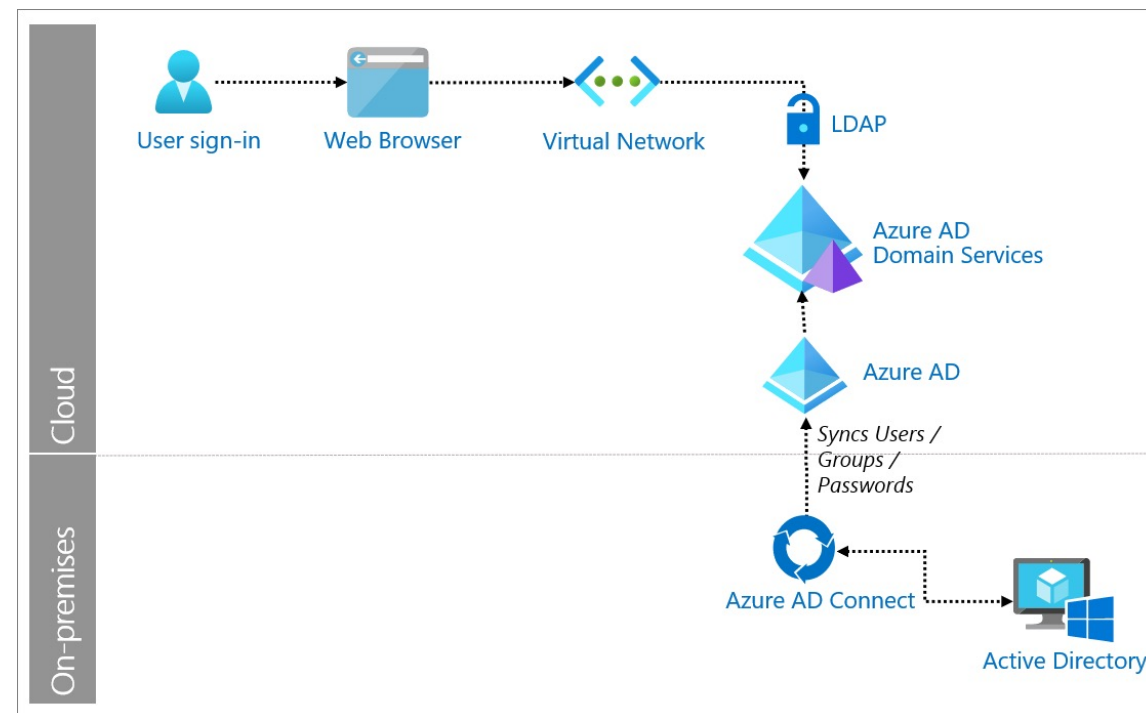 User sign-in
Web Browser
Virtual Network
LDAP
Azure AD
Domain Services
Azure AD
Cloud
Syncs Users /
Groups /
Passwords
On-premises
Azure AD Connect
Active Directory